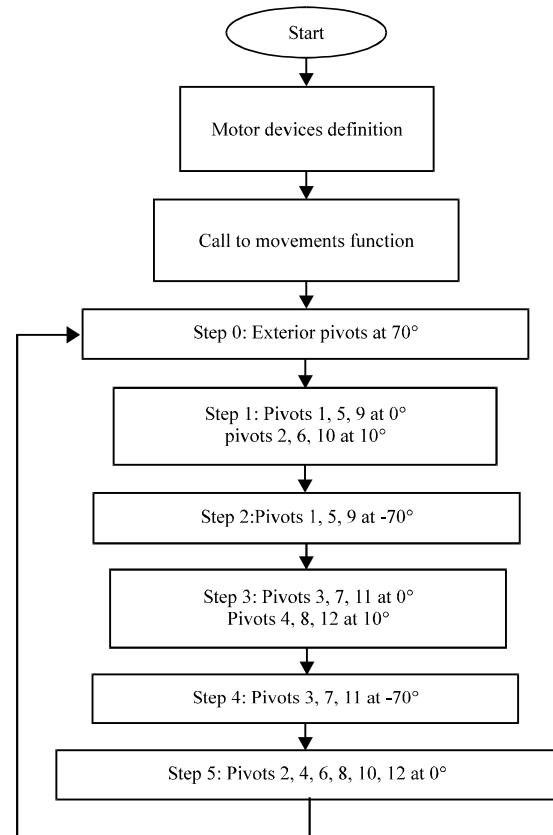 Start
Motor devices definition
Call to movements function
Step 0: Exterior pivots at 70°
Step 1: Pivots 1, 5, 9 at 0°
pivots 2, 6, 10 at 10°
Step 2:Pivots 1, 5, 9 at -70°
Step 3: Pivots 3, 7, 11 at 0°
Pivots 4, 8, 12 at 10°
Step 4: Pivots 3, 7, 11 at -70°
Step 5: Pivots 2, 4, 6, 8, 10, 12 at 0°